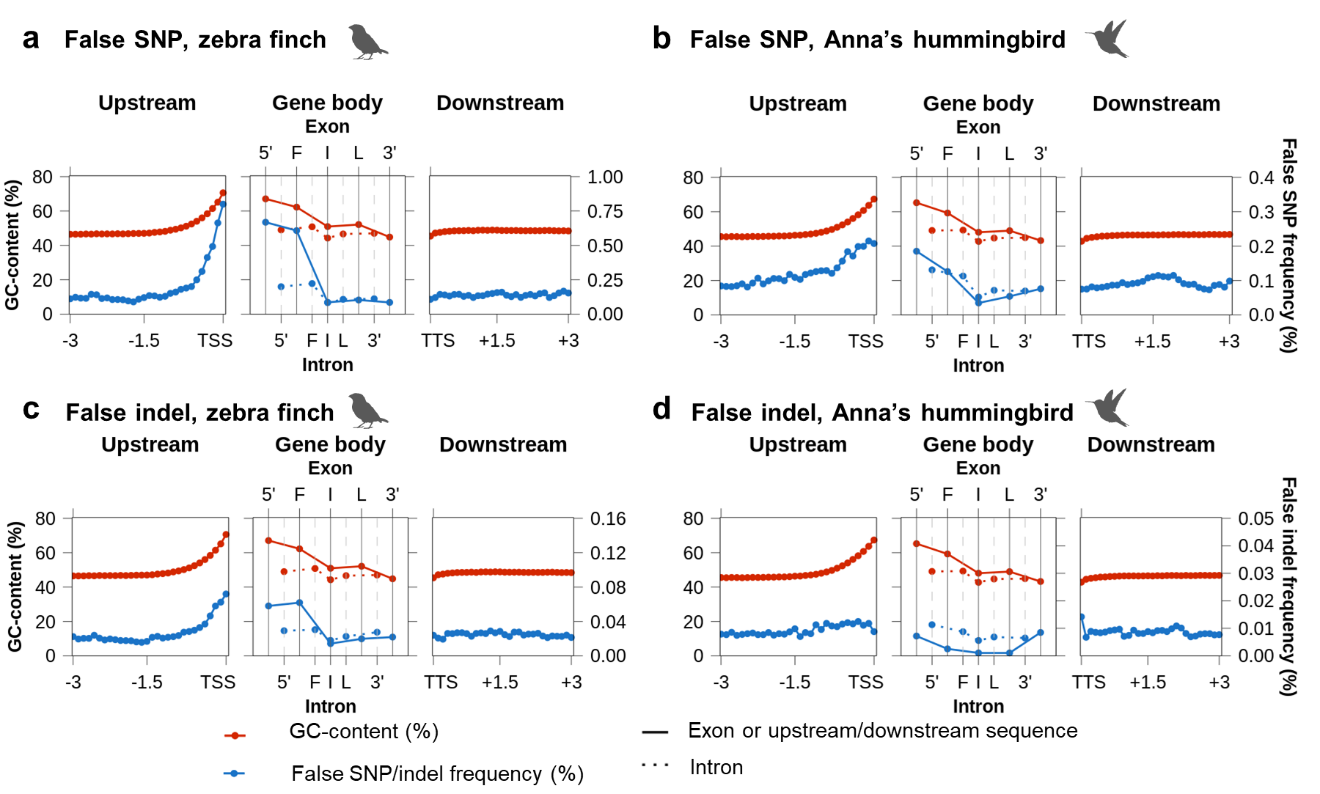 a False SNP, zebra finch
Upstream Gene body Downstream
Exon
5' F I L 3'
GC-content (%)
80 60 40 20 0
1.00 0.75 0.50 0.25 0.00
-3 -1.5 TSS
5' F I L 3'
TTS +1.5 +3
Intron
b False SNP, Anna's hummingbird
Upstream Gene body Downstream
Exon
5' F I L 3'
80 60 40 20 0
0.4 0.3 0.2 0.1 0.0
False SNP frequency (%)
-3 -1.5 TSS
5' F I L 3'
TTS +1.5 +3
Intron
c False indel, zebra finch
Upstream Gene body Downstream
Exon
5' F I L 3'
GC-content (%)
80 60 40 20 0
0.16 0.12 0.08 0.04 0.00
-3 -1.5 TSS
5' F I L 3'
TTS +1.5 +3
Intron
d False indel, Anna's hummingbird
Upstream Gene body Downstream
Exon
5' F I L 3'
80 60 40 20 0
0.05 0.04 0.03 0.02 0.01 0.00
False indel frequency (%)
-3 -1.5 TSS
5' F I L 3'
TTS +1.5 +3
Intron
GC-content (%)
False SNP/indel frequency (%)
Exon or upstream/downstream sequence
Intron